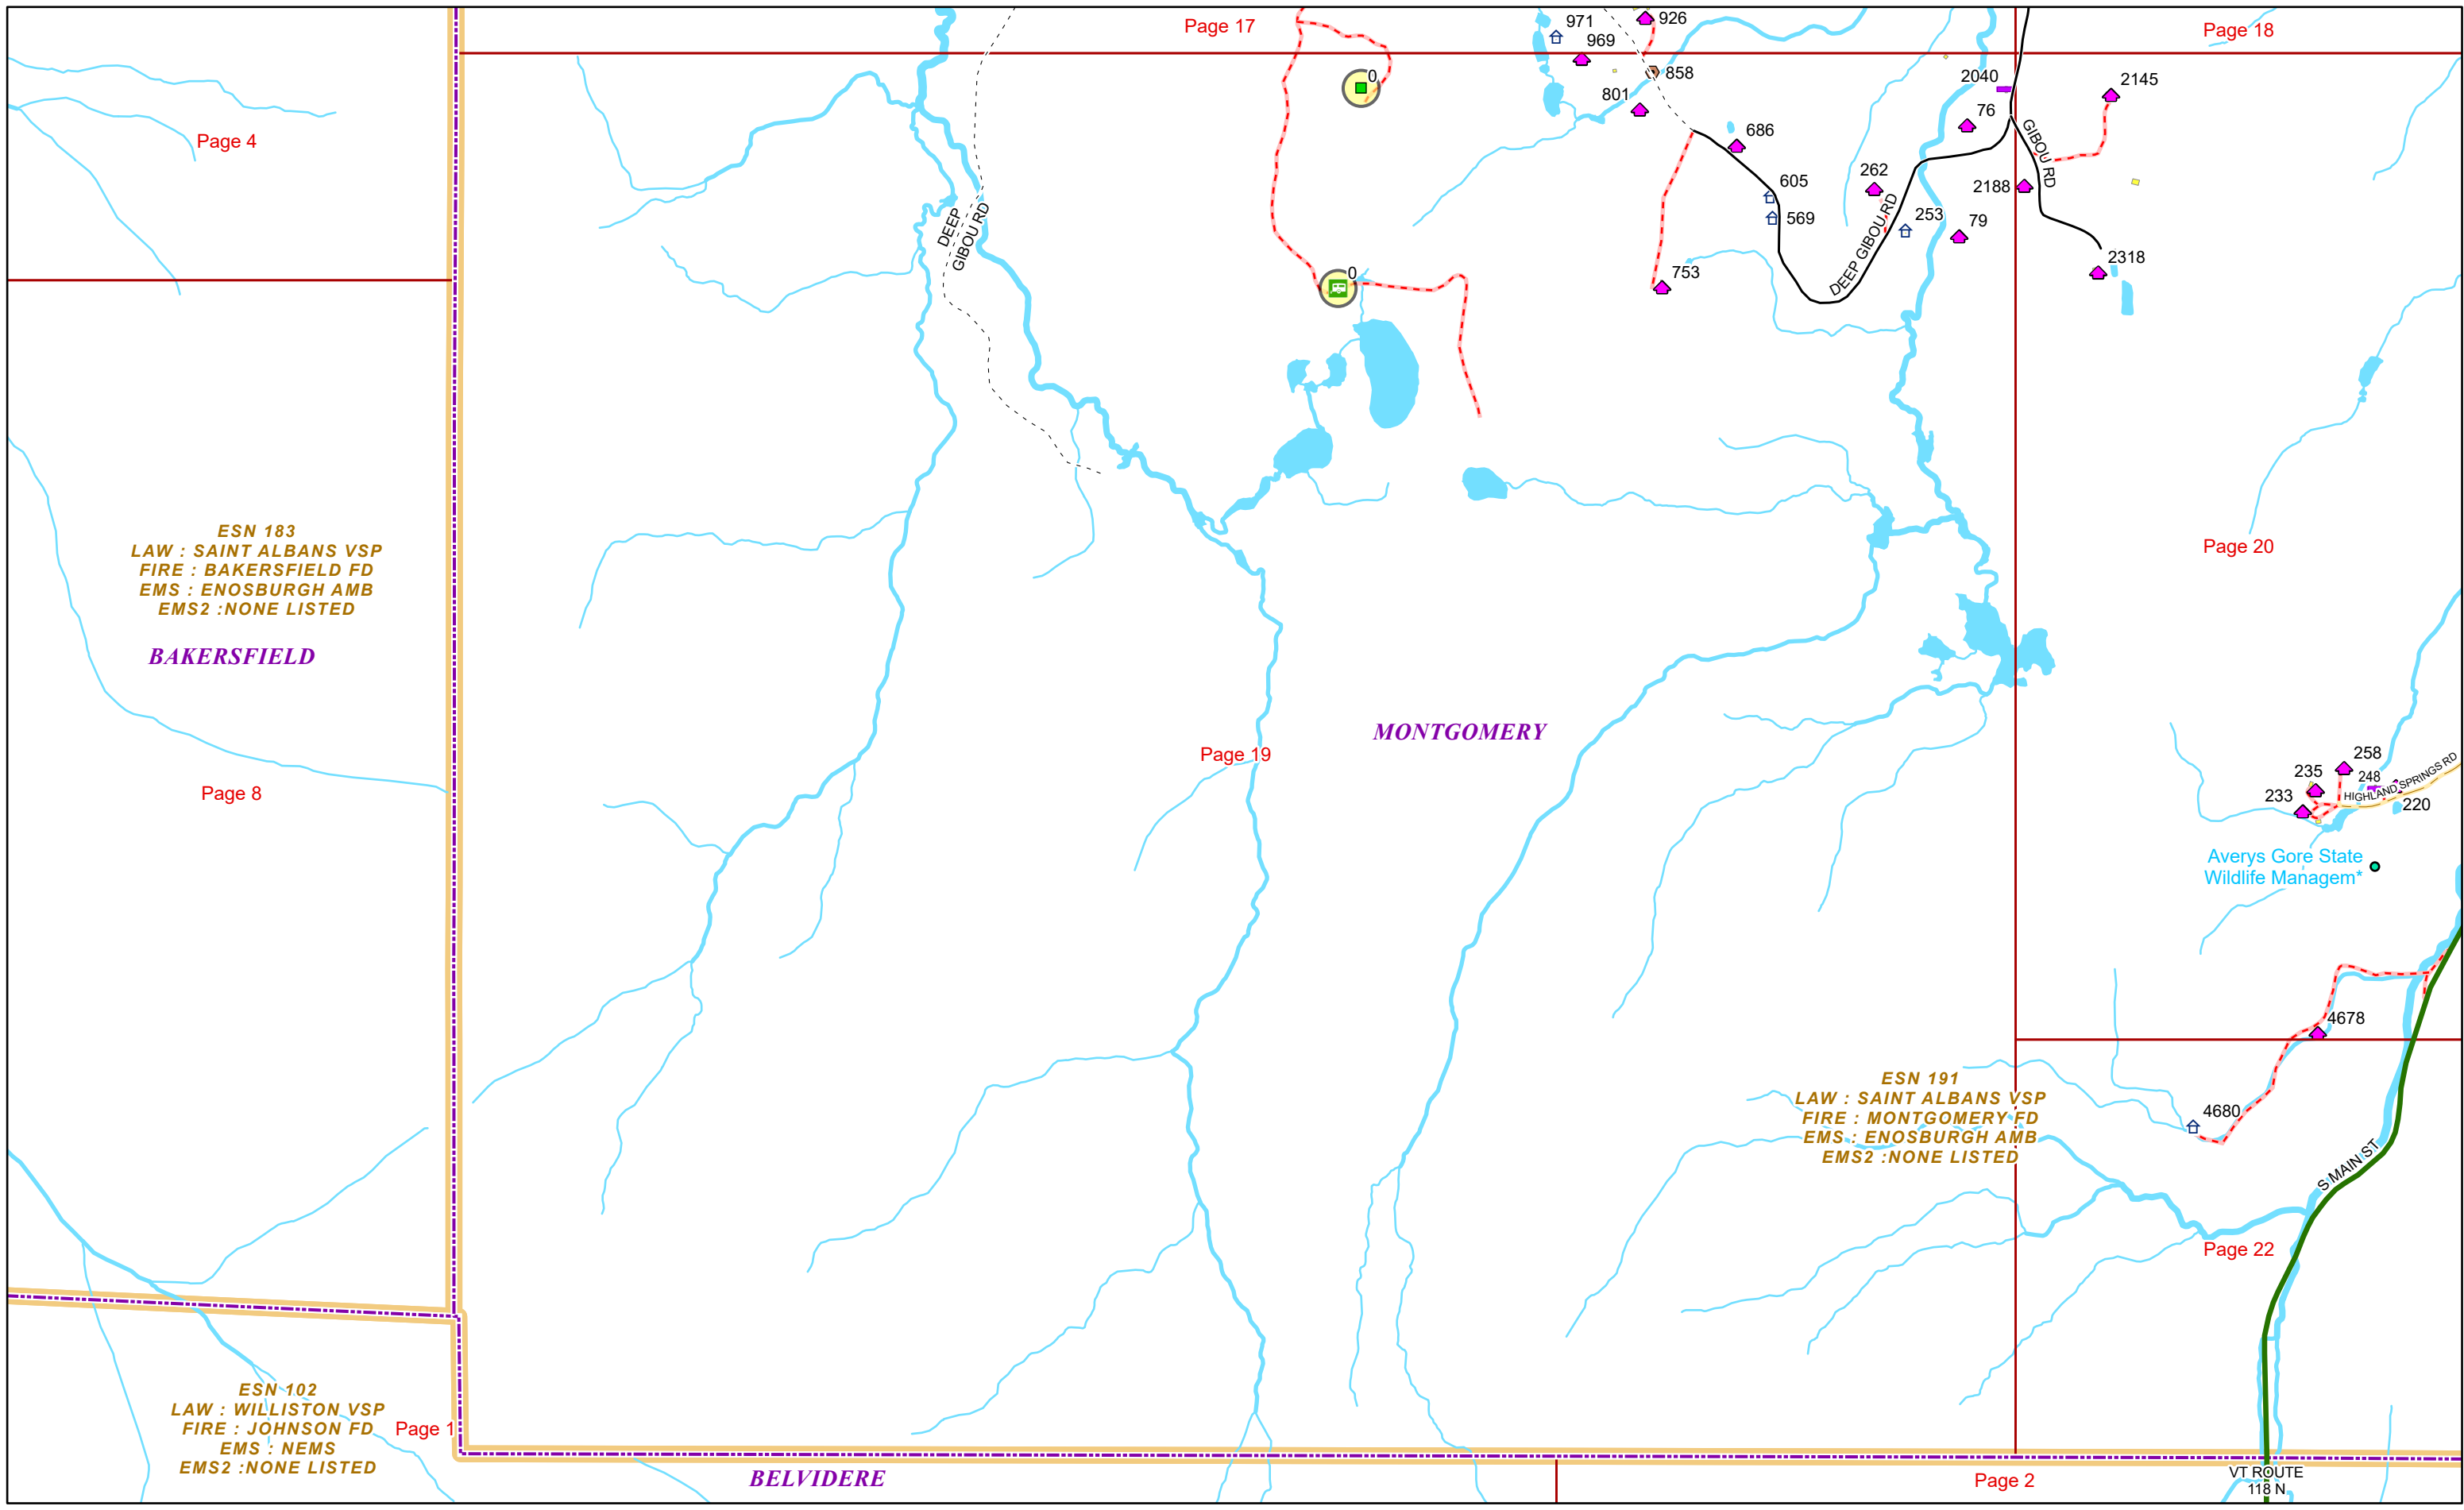 Page 17
971
926
Page 18
969
0
858
2040
2145
801
76
Page 4
686
GIBOU RD
605
262
2188
569
253
DEEP
GIBOU RD
79
DEEP GIBOU RD
2318
0
753
ESN 183
LAW : SAINT ALBANS VSP
FIRE : BAKERSFIELD FD
EMS : ENOSBURGH AMB
EMS2 :NONE LISTED
Page 20
BAKERSFIELD
MONTGOMERY
Page 19
258
235
248
HIGHLAND SPRINGS RD
Page 8
233
220
Averys Gore State
Wildlife Managem*
4678
ESN 191
LAW : SAINT ALBANS VSP
FIRE : MONTGOMERY FD
EMS : ENOSBURGH AMB
EMS2 :NONE LISTED
4680
S MAIN ST
Page 22
ESN 102
LAW : WILLISTON VSP
FIRE : JOHNSON FD
EMS : NEMS
EMS2 :NONE LISTED
Page 1
BELVIDERE
Page 2
VT ROUTE
118 N